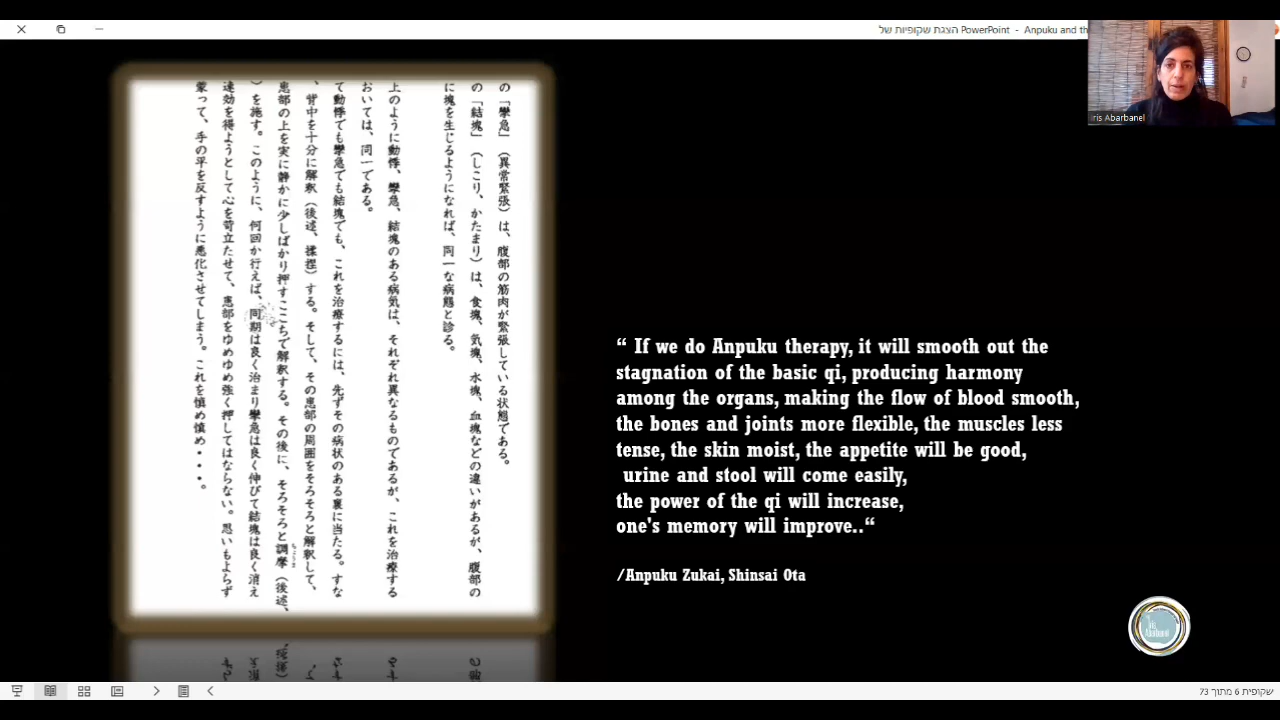 הצגת שקופיות של PowerPoint - Anpuku and th
Iris Abarbanel
の「攣急」(異常緊張)は、腹部の筋肉が緊張している状態である。
の「結塊」(しこり、かたまり)は、食塊、気塊、水塊、血塊などの違いがあるが、腹部の
に塊を生じるようになれば、同一な病態と診る。
上のように動悸、攣急、結塊のある病気は、それぞれ異なるものであるが、これを治療する
おいては、同一である。
て動悸でも攣急でも結塊でも、これを治療するには、先ずその病状のある裏に当たる。すな
、背中を十分に解釈(後述、揉捏)する。そして、その患部の周囲をそろそろと解釈して、
患部の上を実に静かに少しばかり押すここちで解釈する。その後に、そろそろと調摩(後述、
)を施す。このように、何回か行えば、同期は良く治まり攣急は良く伸びて結塊は良く消え
速効を得ようとして心を苛立たせて、患部をゆめゆめ強く押してはならない。思いもよらず
蒙って、手の平を反すように悪化させてしまう。これを慎め慎め・・・。
“ If we do Anpuku therapy, it will smooth out the
stagnation of the basic qi, producing harmony
among the organs, making the flow of blood smooth,
the bones and joints more flexible, the muscles less
tense, the skin moist, the appetite will be good,
urine and stool will come easily,
the power of the qi will increase,
one's memory will improve..“
/Anpuku Zukai, Shinsai Ota
Iris
Abarbanel
שקופית 6 מתוך 73